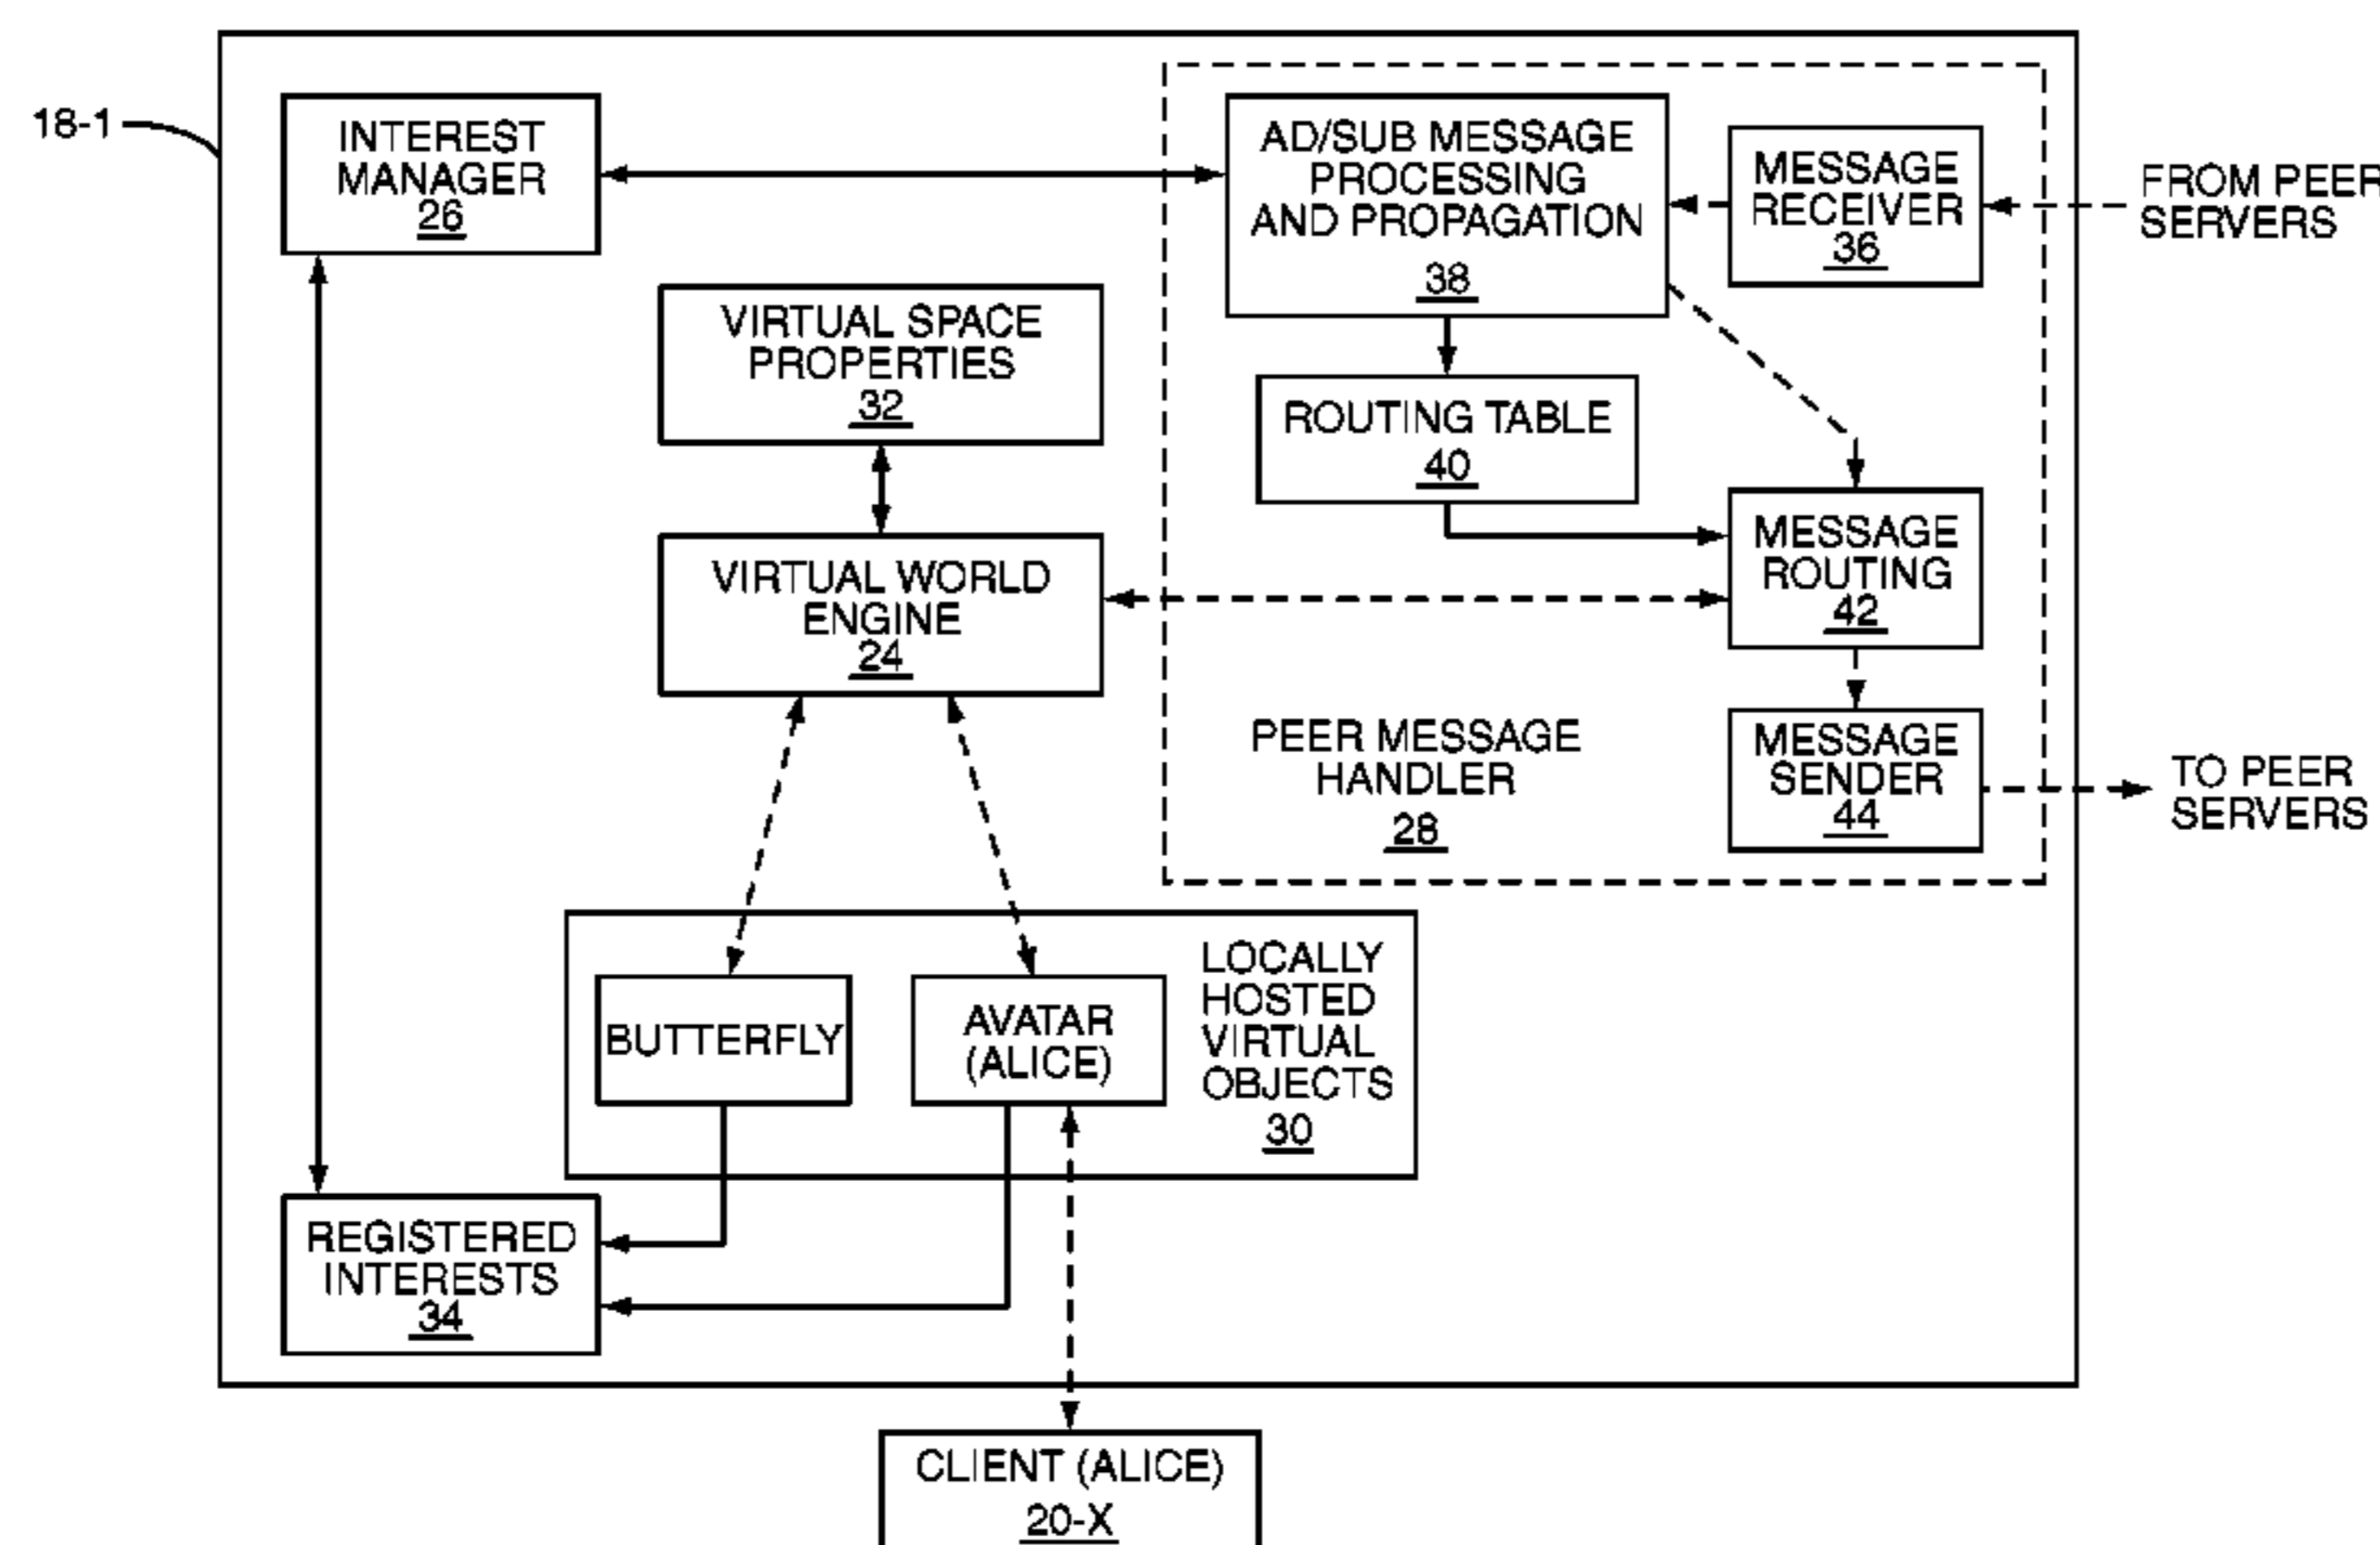 18-1
INTEREST
MANAGER
26
AD/SUB MESSAGE
PROCESSING
AND PROPAGATION
38
MESSAGE
RECEIVER
36
FROM PEER
SERVERS
VIRTUAL SPACE
PROPERTIES
32
ROUTING TABLE
40
VIRTUAL WORLD
ENGINE
24
MESSAGE
ROUTING
42
PEER MESSAGE
HANDLER
28
MESSAGE
SENDER
44
TO PEER
SERVERS
BUTTERFLY
AVATAR
(ALICE)
LOCALLY
HOSTED
VIRTUAL
OBJECTS
30
REGISTERED
INTERESTS
34
CLIENT (ALICE)
20-X